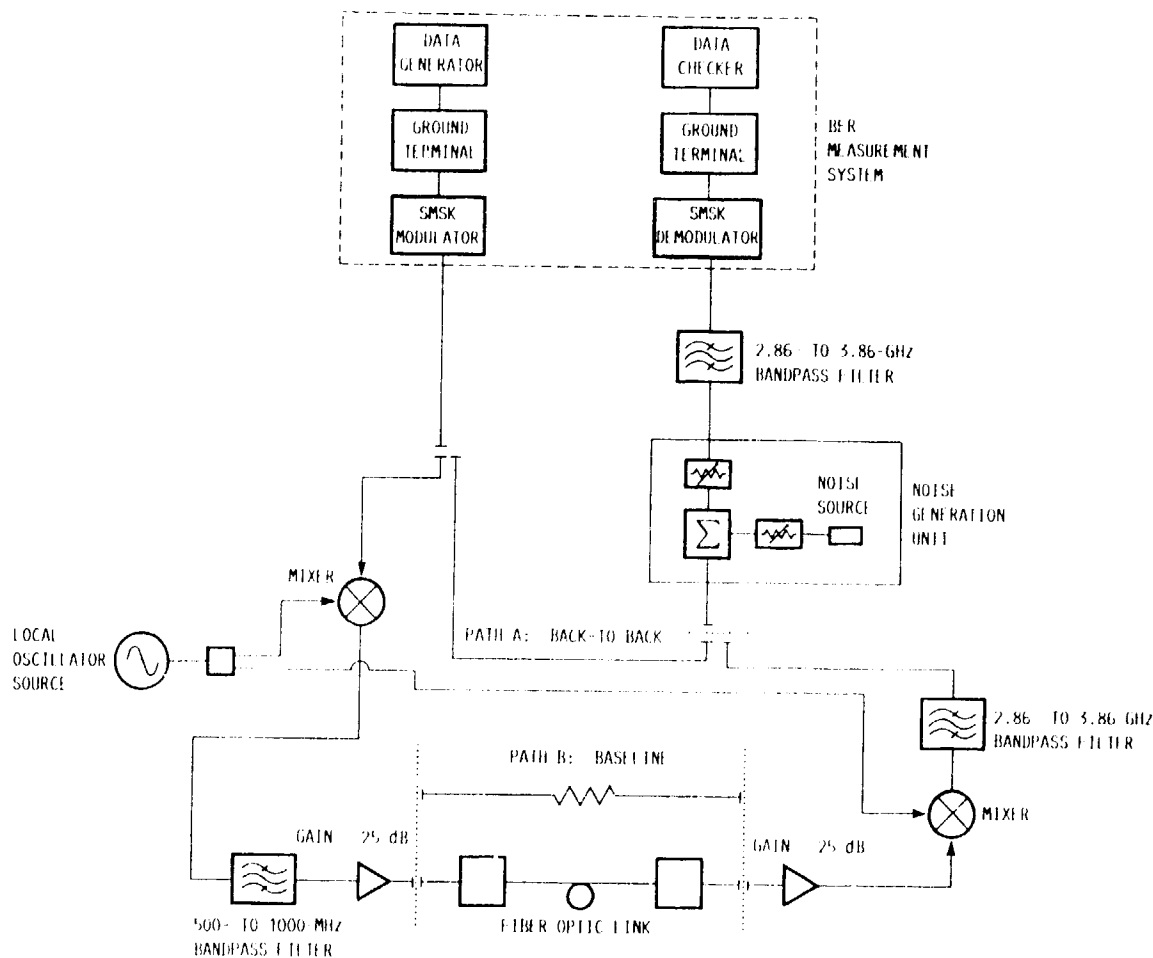 DATA
GENERATOR
DATA
CHECKER
GROUND
TERMINAL
GROUND
TERMINAL
BER
MEASUREMENT
SYSTEM
SMSK
MODULATOR
SMSK
DEMODULATOR
2.86- TO 3.86-GHz
BANDPASS FILTER
NOISE
SOURCE
NOISE
GENERATION
UNIT
Σ
MIXER
LOCAL
OSCILLATOR
SOURCE
PATH A: BACK-TO BACK
2.86 TO 3.86 GHz
BANDPASS FILTER
PATH B: BASELINE
MIXER
GAIN 25 dB
GAIN 25 dB
500- TO 1000-MHz
BANDPASS FILTER
FIBER OPTIC LINK